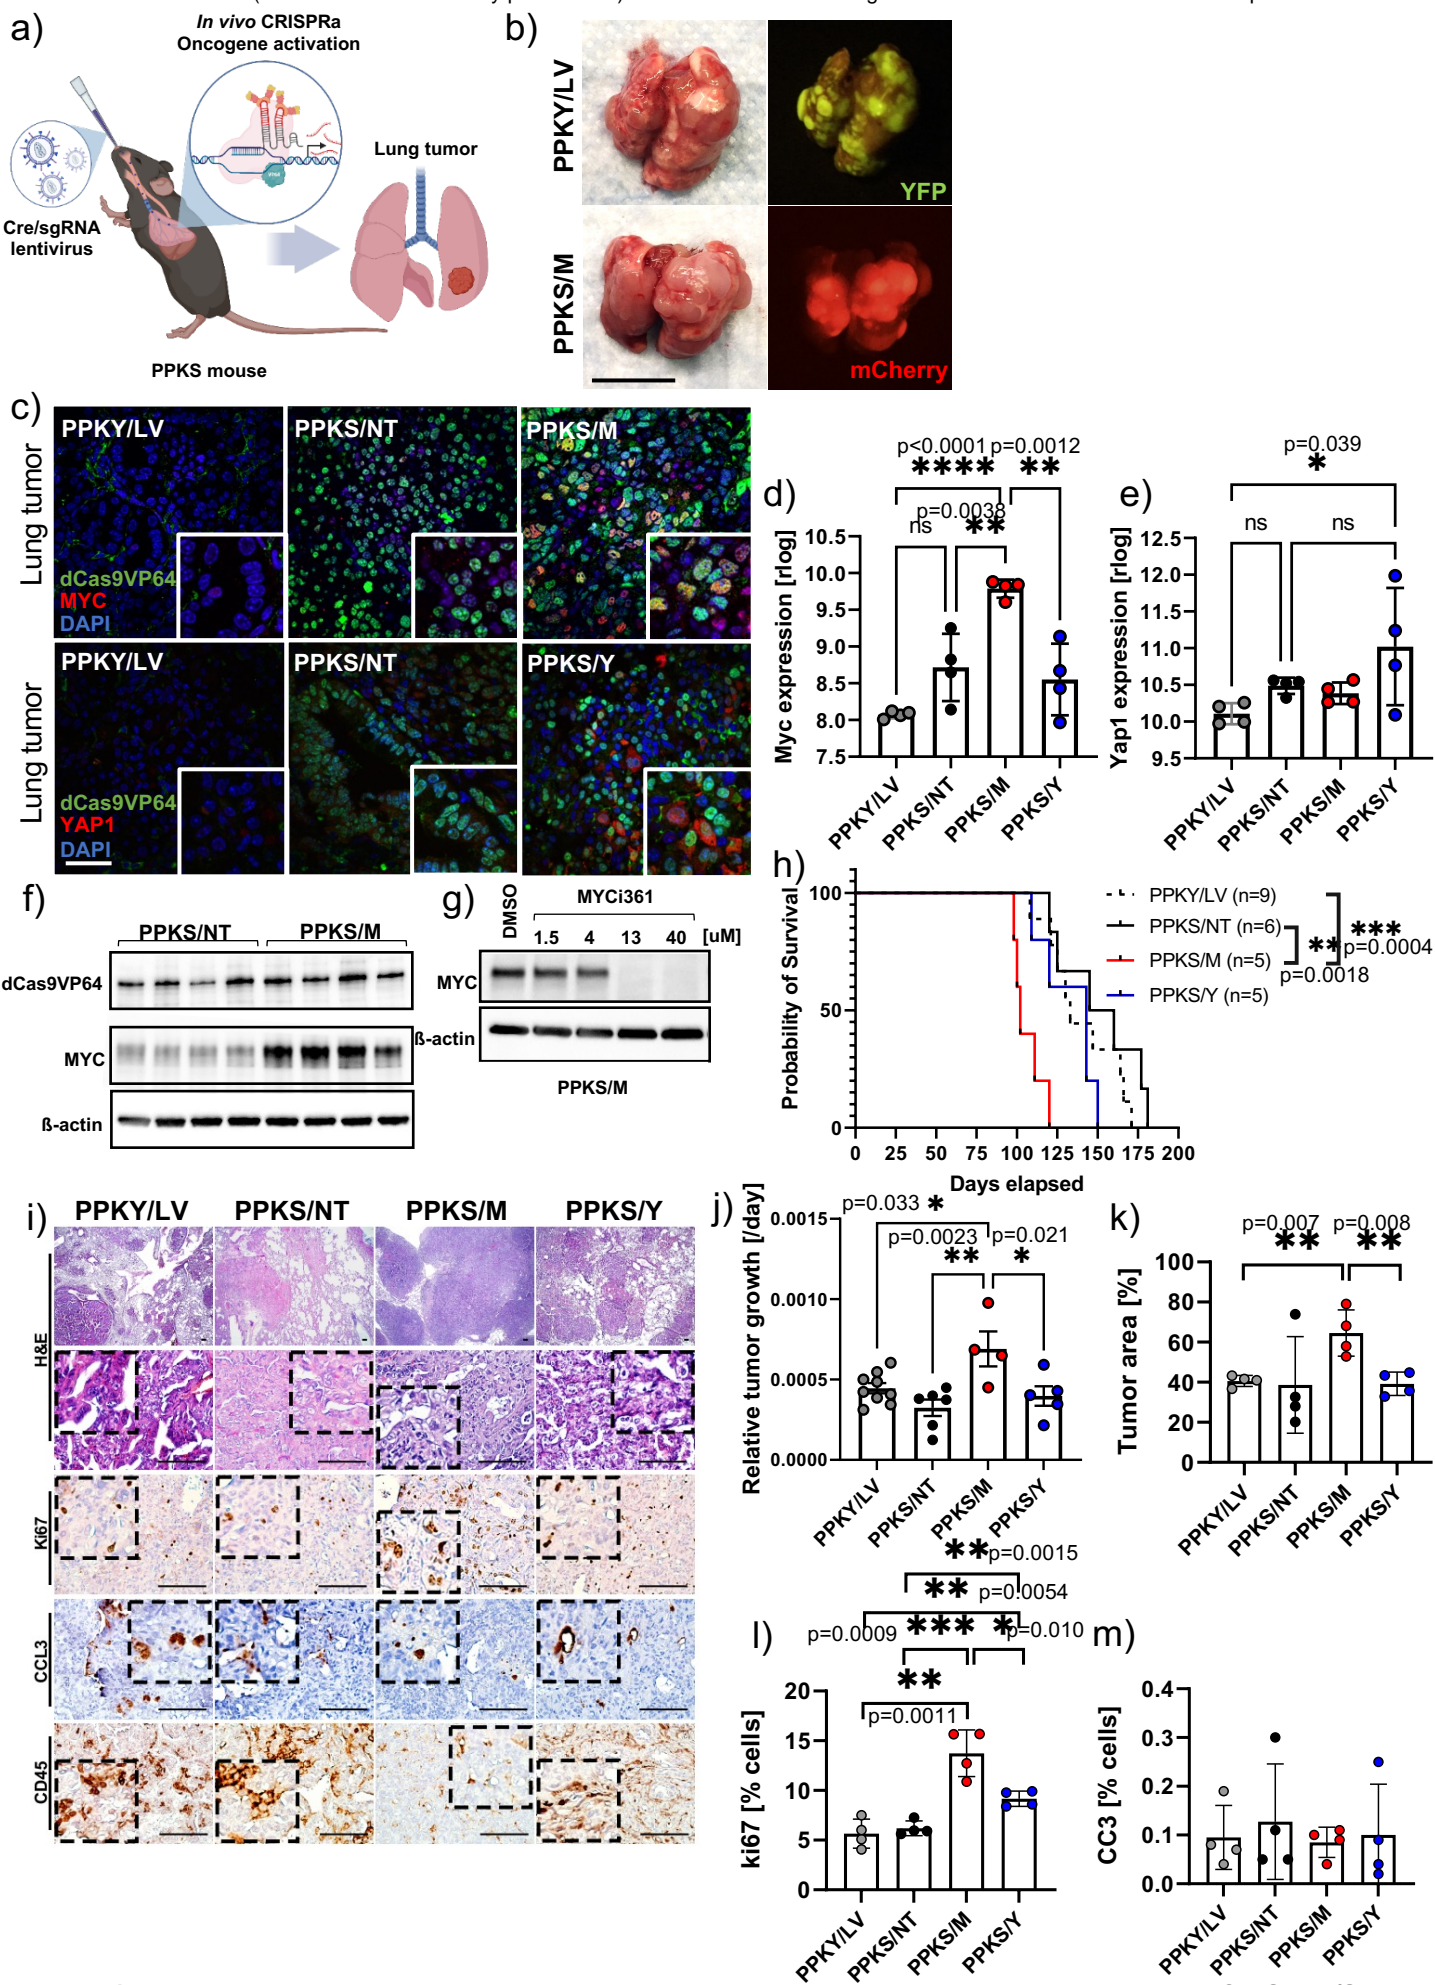 a)
In vivo CRISPRa
Oncogene activation
Cre/sgRNA
lentivirus
Lung tumor
PPKS mouse
b)
PPKY/LV
YFP
PPKS/M
mCherry
c)
Lung tumor
PPKY/LV
PPKS/NT
PPKS/M
dCas9VP64
MYC
DAPI
Lung tumor
PPKY/LV
PPKS/NT
PPKS/Y
dCas9VP64
YAP1
DAPI
d)
p<0.0001 p=0.0012
**** **
p=0.0038
ns **
Myc expression [rlog]
10.5
10.0
9.5
9.0
8.5
8.0
7.5
PPKY/LV
PPKS/NT
PPKS/M
PPKS/Y
e)
p=0.039
*
ns ns
Yap1 expression [rlog]
12.5
12.0
11.5
11.0
10.5
10.0
9.5
PPKY/LV
PPKS/NT
PPKS/M
PPKS/Y
f)
PPKS/NT PPKS/M
dCas9VP64
MYC
ß-actin
g)
DMSO
MYCi361
1.5 4 13 40 [uM]
MYC
ß-actin
PPKS/M
h)
Probability of Survival
100
50
0
0 25 50 75 100 125 150 175 200
Days elapsed
PPKY/LV (n=9)
PPKS/NT (n=6)
PPKS/M (n=5)
PPKS/Y (n=5)
***
p=0.0004
**
p=0.0018
i)
PPKY/LV PPKS/NT PPKS/M PPKS/Y
H&E
Ki67
CCL3
CD45
j)
p=0.033 *
p=0.0023 p=0.021
** *
Relative tumor growth [/day]
0.0015
0.0010
0.0005
0.0000
PPKY/LV
PPKS/NT
PPKS/M
PPKS/Y
k)
p=0.007 p=0.008
** **
Tumor area [%]
100
80
60
40
20
0
PPKY/LV
PPKS/NT
PPKS/M
PPKS/Y
l)
** p=0.0015
** p=0.0054
*** *
p=0.0009 p=0.010
**
p=0.0011
ki67 [% cells]
20
15
10
5
0
PPKY/LV
PPKS/NT
PPKS/M
PPKS/Y
m)
CC3 [% cells]
0.4
0.3
0.2
0.1
0.0
PPKY/LV
PPKS/NT
PPKS/M
PPKS/Y